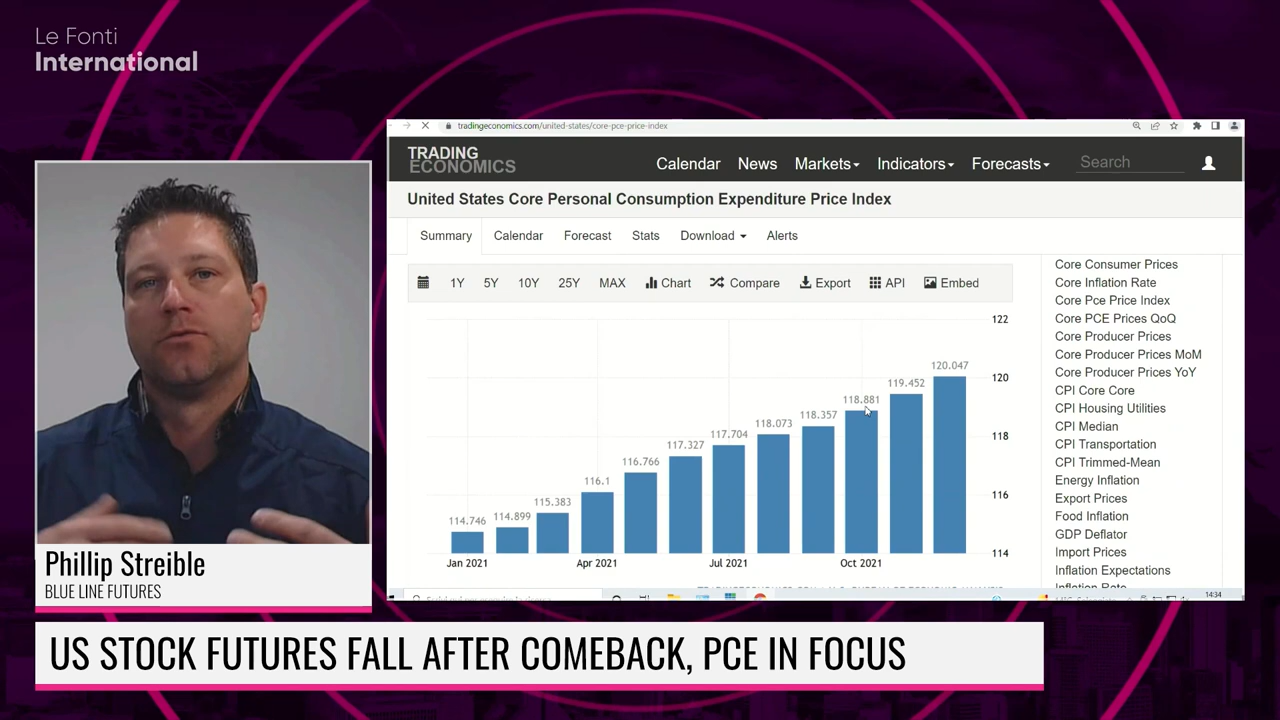 Le Fonti
International
tradingeconomics.com/united-states/core-pce-price-index
TRADING
ECONOMICS
Calendar News Markets Indicators Forecasts Search
United States Core Personal Consumption Expenditure Price Index
Summary Calendar Forecast Stats Download Alerts
1Y 5Y 10Y 25Y MAX Chart Compare Export API Embed
122
120
118
116
114
114.746
114.899
115.383
116.1
116.766
117.327
117.704
118.073
118.357
118.881
119.452
120.047
Jan 2021
Apr 2021
Jul 2021
Oct 2021
Core Consumer Prices
Core Inflation Rate
Core Pce Price Index
Core PCE Prices QoQ
Core Producer Prices
Core Producer Prices MoM
Core Producer Prices YoY
CPI Core Core
CPI Housing Utilities
CPI Median
CPI Transportation
CPI Trimmed-Mean
Energy Inflation
Export Prices
Food Inflation
GDP Deflator
Import Prices
Inflation Expectations
Inflation Rate
14:34
Phillip Streible
BLUE LINE FUTURES
US STOCK FUTURES FALL AFTER COMEBACK, PCE IN FOCUS